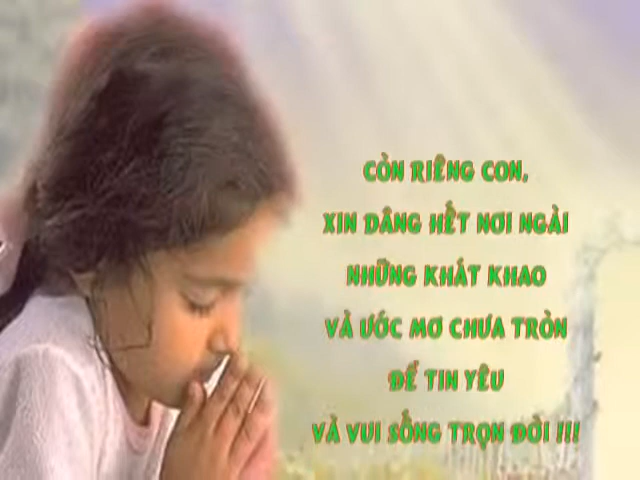 CÒN RIÊNG CON,
XIN DÂNG HẾT NƠI NGÀI
NHỮNG KHÁT KHAO
VÀ ƯỚC MƠ CHƯA TRÒN
ĐỂ TIN YÊU
VÀ VUI SỐNG TRỌN ĐỜI !!!